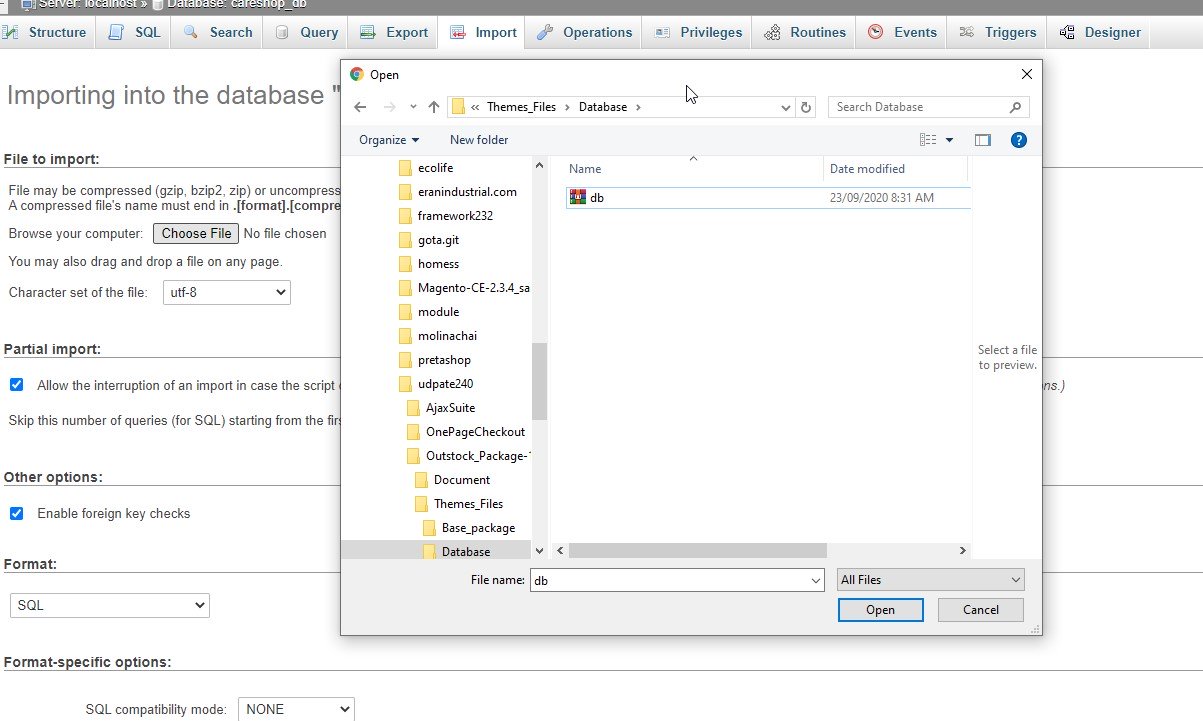 Server: localhost » Database: careshop_db
Structure SQL Search Query Export Import Operations Privileges Routines Events Triggers Designer
Importing into the database "
File to import:
File may be compressed (gzip, bzip2, zip) or uncompress
A compressed file's name must end in .[format].[compre
Browse your computer: Choose File No file chosen
You may also drag and drop a file on any page.
Character set of the file: utf-8
Partial import:
Allow the interruption of an import in case the script
ns.)
Skip this number of queries (for SQL) starting from the firs
Other options:
Enable foreign key checks
Format:
SQL
Format-specific options:
SQL compatibility mode: NONE
Open
« Themes_Files › Database ›
Search Database
Organize New folder
ecolife
eranindustrial.com
framework232
gota.git
homess
Magento-CE-2.3.4_sa
module
molinachai
pretashop
udpate240
AjaxSuite
OnePageCheckout
Outstock_Package-1
Document
Themes_Files
Base_package
Database
Name Date modified
db 23/09/2020 8:31 AM
Select a file
to preview.
File name: db
All Files
Open Cancel